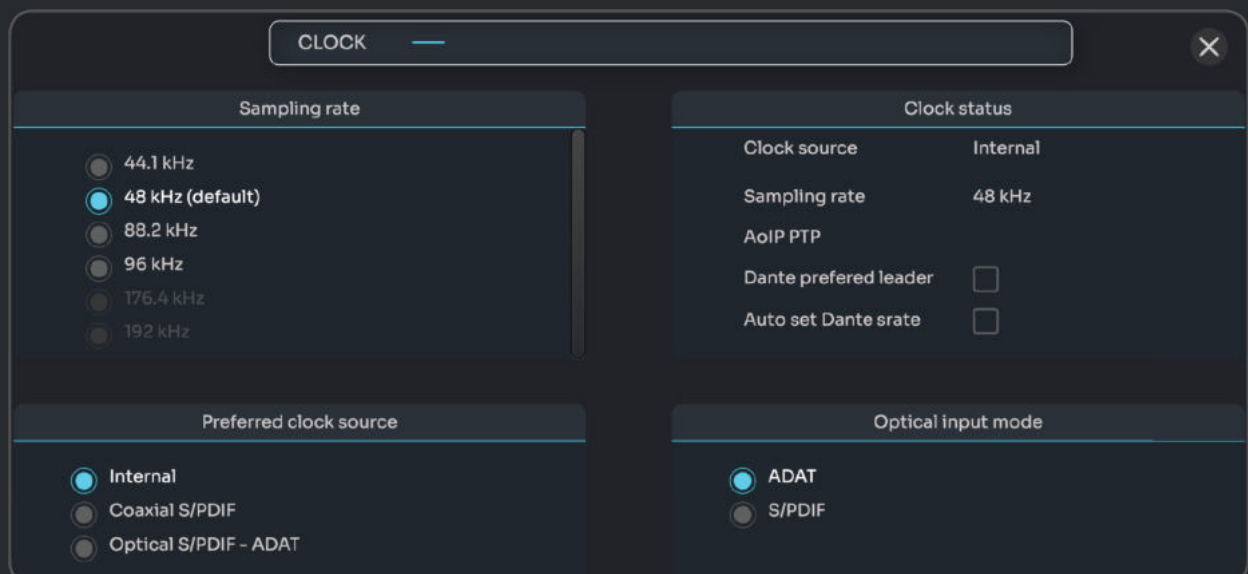 CLOCK
Sampling rate
44.1 kHz
48 kHz (default)
88.2 kHz
96 kHz
176.4 kHz
192 kHz
Clock status
Clock source Internal
Sampling rate 48 kHz
AoIP PTP
Dante prefered leader
Auto set Dante srate
Preferred clock source
Internal
Coaxial S/PDIF
Optical S/PDIF - ADAT
Optical input mode
ADAT
S/PDIF